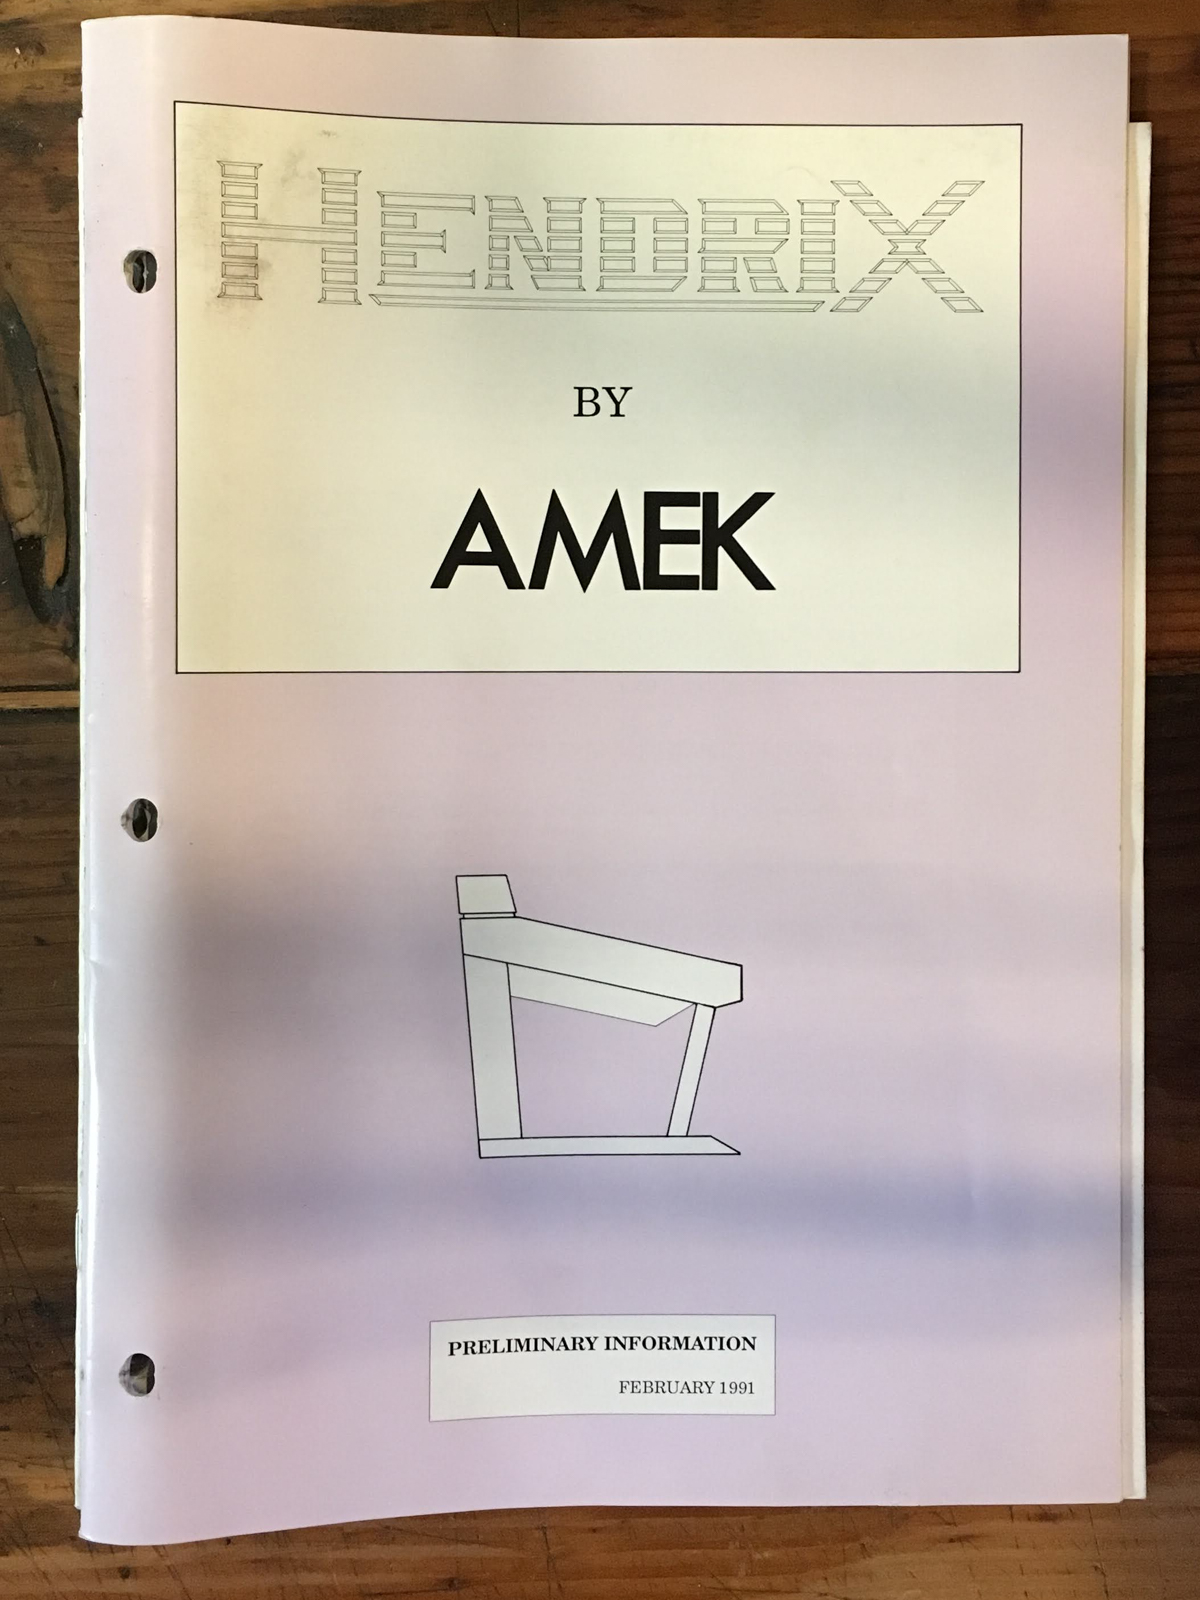 HENDRIX
BY
AMEK
PRELIMINARY INFORMATION
FEBRUARY 1991